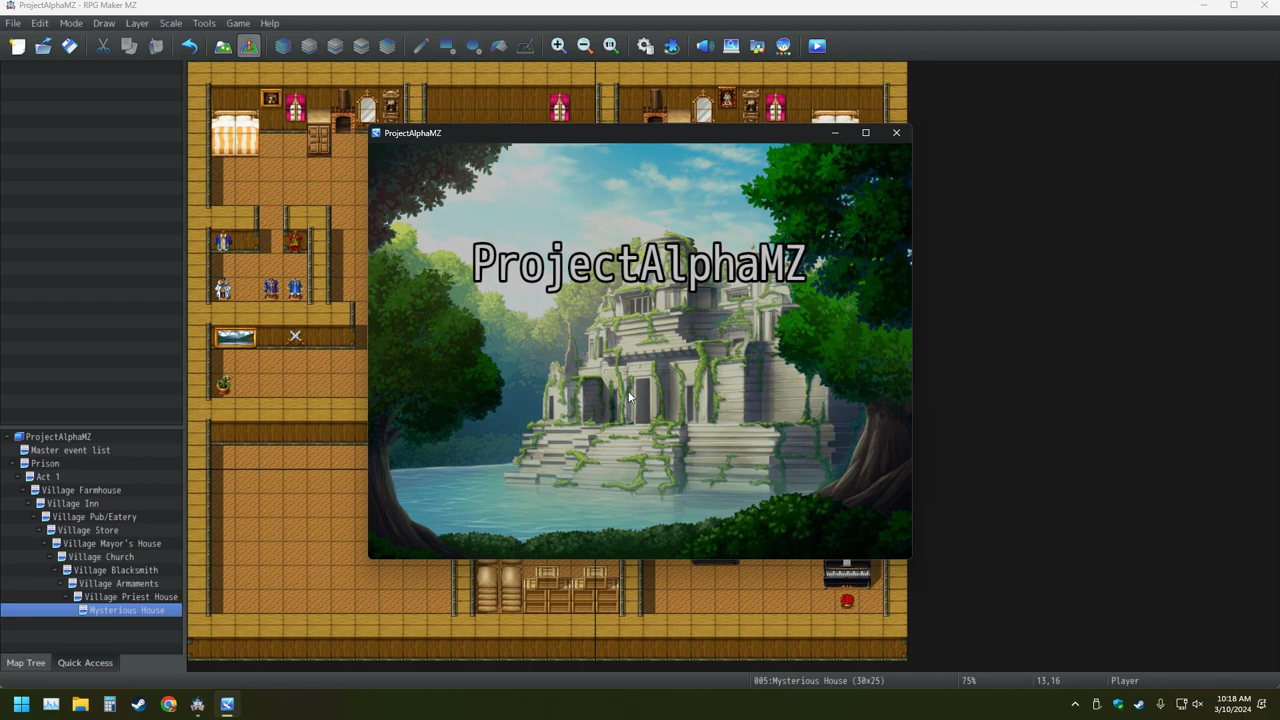 ProjectAlphaMZ - RPG Maker MZ
File Edit Mode Draw Layer Scale Tools Game Help
ProjectAlphaMZ
ProjectAlphaMZ
ProjectAlphaMZ
Master event list
Prison
Act 1
Village Farmhouse
Village Inn
Village Pub/Eatery
Village Store
Village Mayor's House
Village Church
Village Blacksmith
Village Armaments
Village Priest House
Mysterious House
Map Tree Quick Access
005:Mysterious House (30x25) 75% 13,16 Player
10:18 AM
3/10/2024